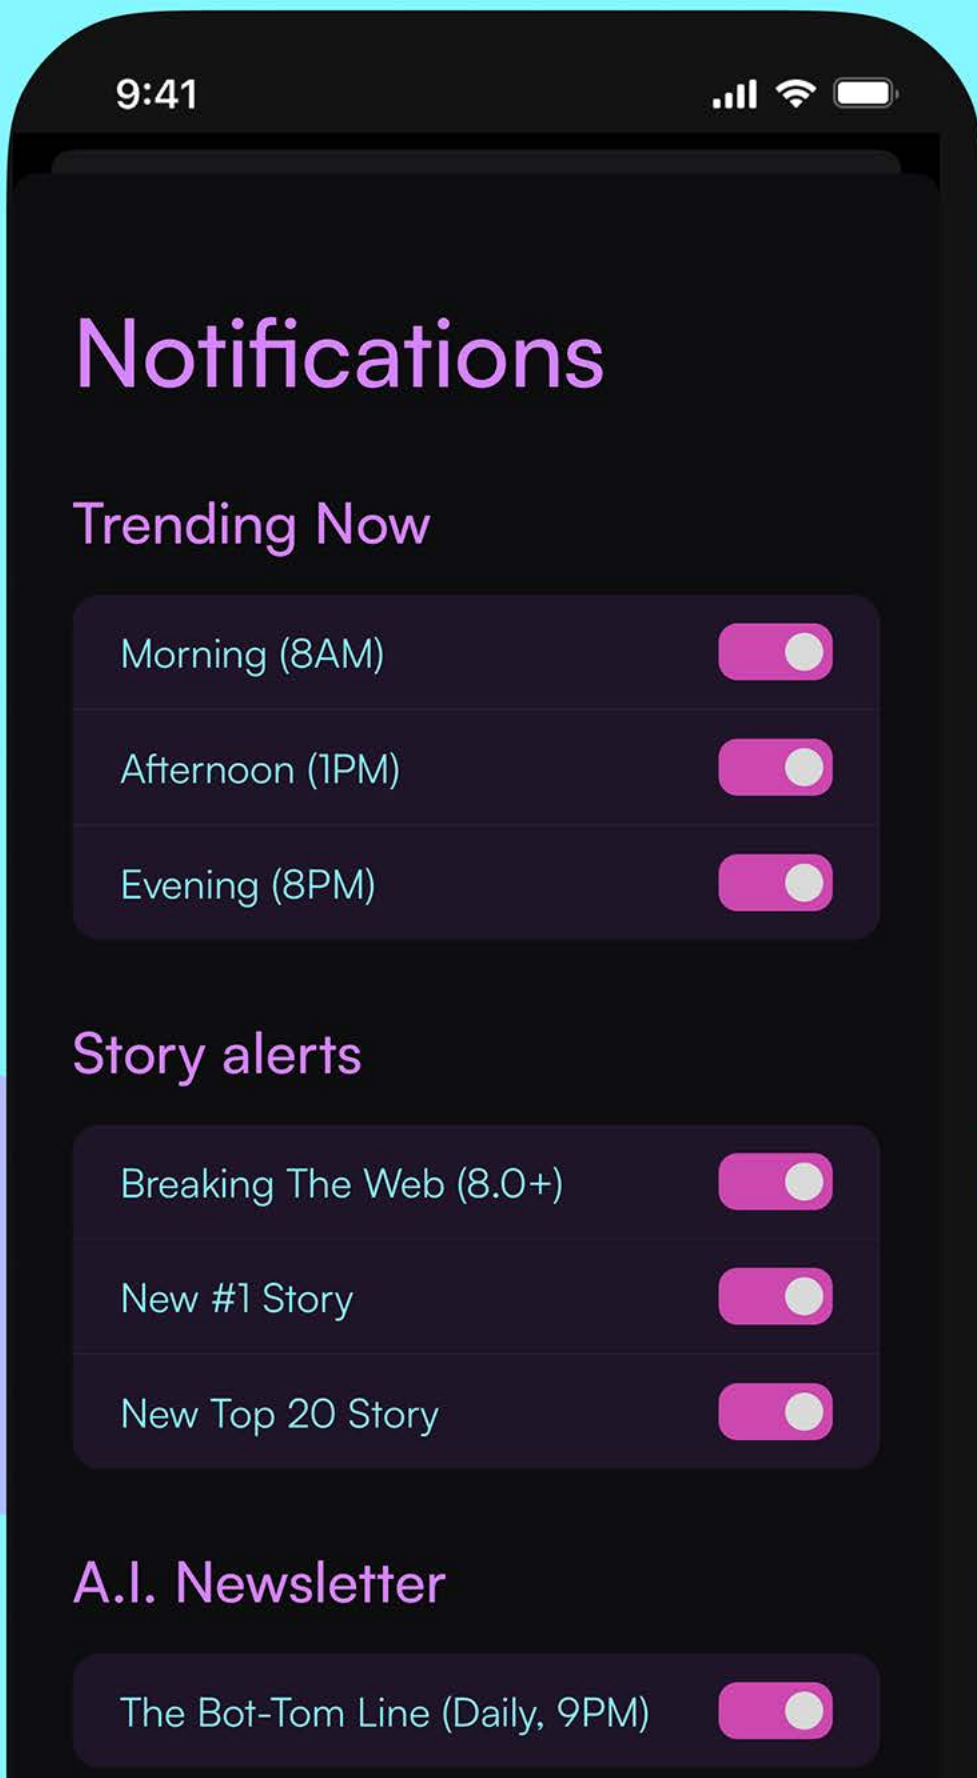 9:41
Notifications
Trending Now
Morning (8AM)
Afternoon (1PM)
Evening (8PM)
Story alerts
Breaking The Web (8.0+)
New #1 Story
New Top 20 Story
A.I. Newsletter
The Bot-Tom Line (Daily, 9PM)